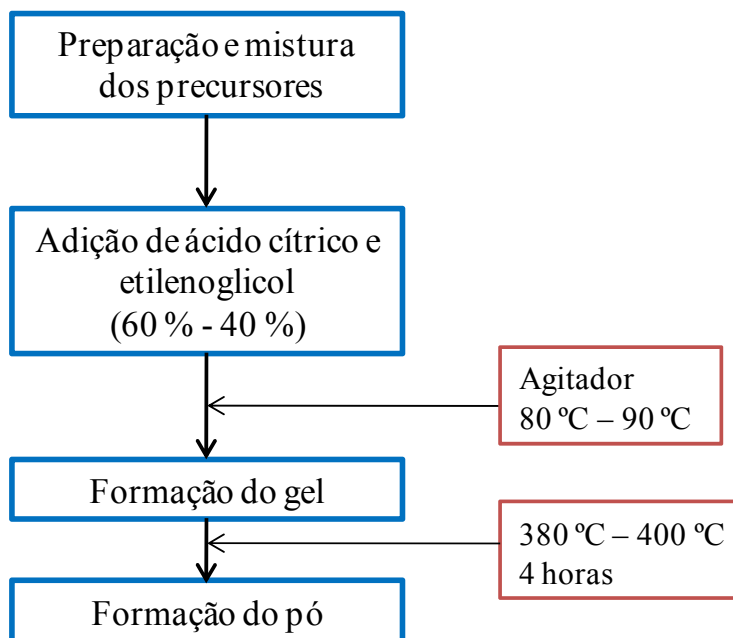 Preparação e mistura
dos precursores
Adição de ácido cítrico e
etilenoglicol
(60 % - 40 %)
Agitador
80 ºC – 90 ºC
Formação do gel
380 ºC – 400 ºC
4 horas
Formação do pó